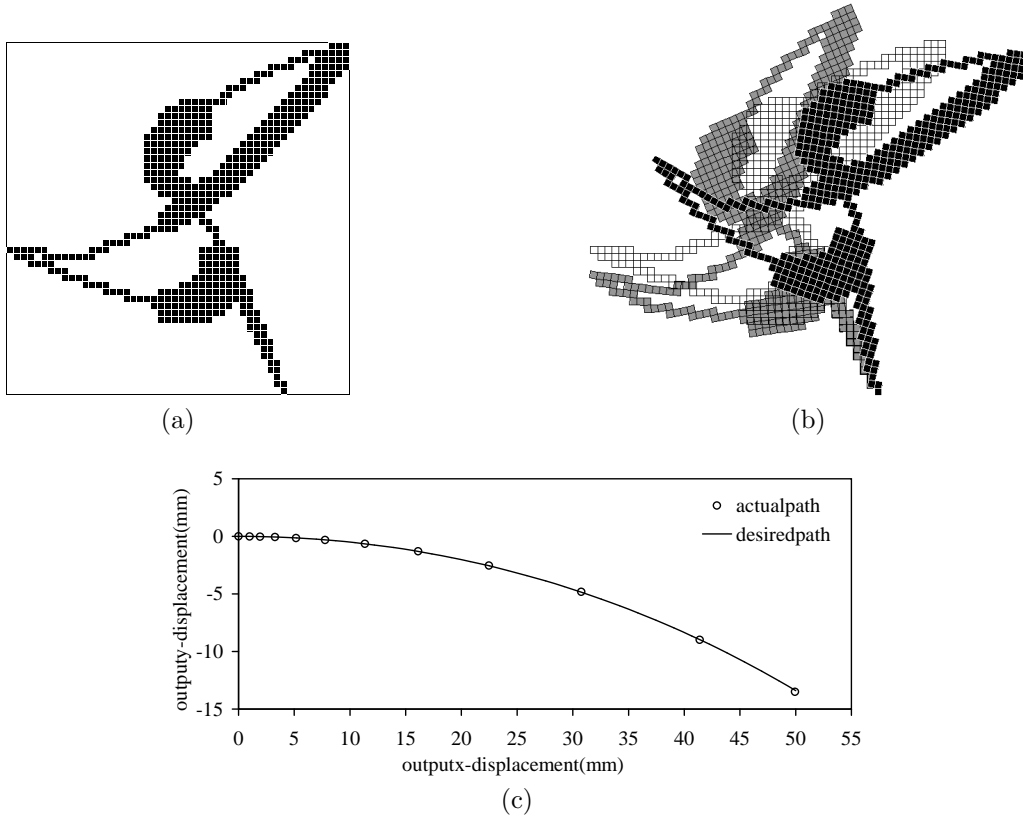 (a)
(b)
outputy-displacement(mm)
5
0
-5
-10
-15
actualpath
desiredpath
0 5 10 15 20 25 30 35 40 45 50 55
outputx-displacement(mm)
(c)